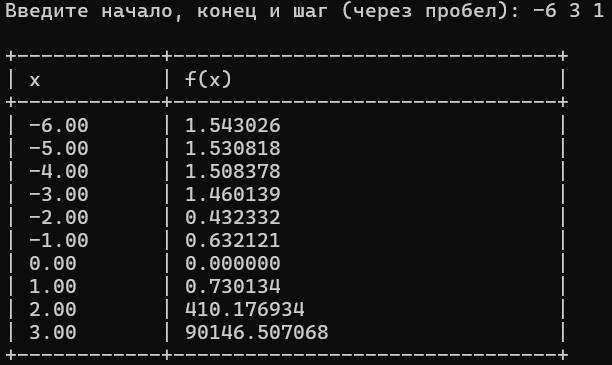 Введите начало, конец и шаг (через пробел): -6 3 1
+------------+--------------------------------+
| x          | f(x)                           |
+------------+--------------------------------+
| -6.00      | 1.543026                       |
| -5.00      | 1.530818                       |
| -4.00      | 1.508378                       |
| -3.00      | 1.460139                       |
| -2.00      | 0.432332                       |
| -1.00      | 0.632121                       |
| 0.00       | 0.000000                       |
| 1.00       | 0.730134                       |
| 2.00       | 410.176934                     |
| 3.00       | 90146.507068                   |
+------------+--------------------------------+